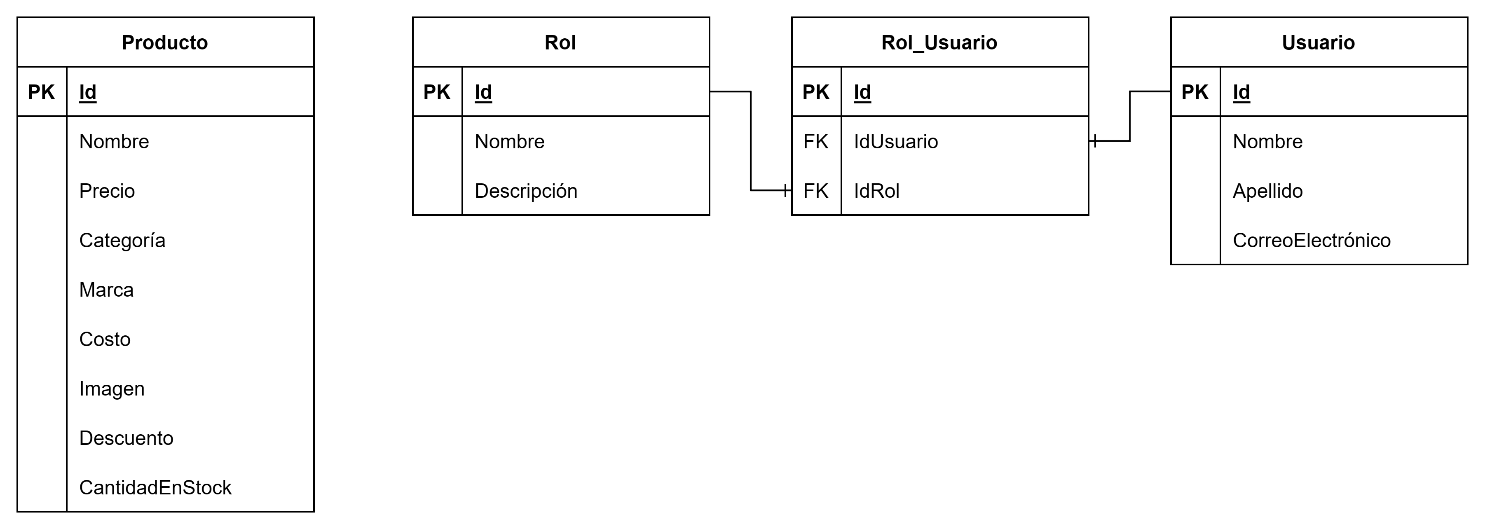 Producto
PK Id
Nombre
Precio
Categoría
Marca
Costo
Imagen
Descuento
CantidadEnStock
Rol
PK Id
Nombre
Descripción
Rol_Usuario
PK Id
FK IdUsuario
FK IdRol
Usuario
PK Id
Nombre
Apellido
CorreoElectrónico